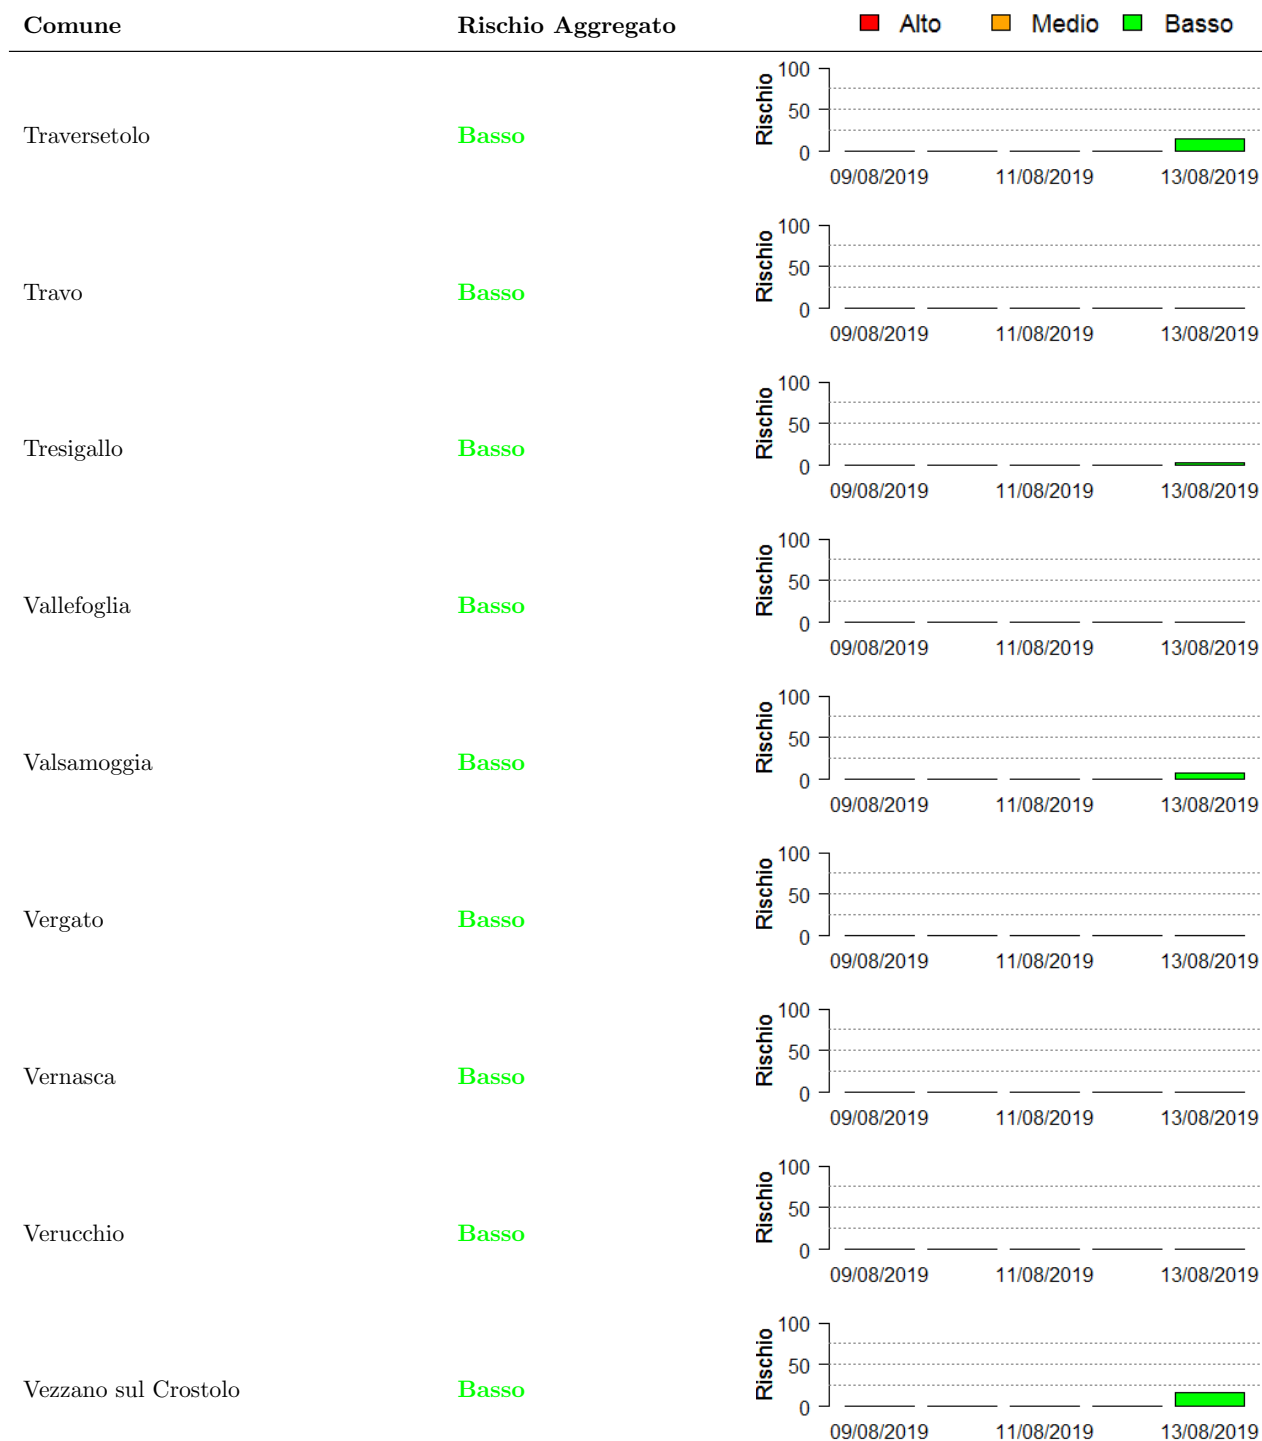 Comune Rischio Aggregato Alto Medio Basso
100
50
0
Rischio
Traversetolo Basso
09/08/2019 11/08/2019 13/08/2019
100
50
0
Rischio
Travo Basso
09/08/2019 11/08/2019 13/08/2019
100
50
0
Rischio
Tresigallo Basso
09/08/2019 11/08/2019 13/08/2019
100
50
0
Rischio
Vallefoglia Basso
09/08/2019 11/08/2019 13/08/2019
100
50
0
Rischio
Valsamoggia Basso
09/08/2019 11/08/2019 13/08/2019
100
50
0
Rischio
Vergato Basso
09/08/2019 11/08/2019 13/08/2019
100
50
0
Rischio
Vernasca Basso
09/08/2019 11/08/2019 13/08/2019
100
50
0
Rischio
Verucchio Basso
09/08/2019 11/08/2019 13/08/2019
100
50
0
Rischio
Vezzano sul Crostolo Basso
09/08/2019 11/08/2019 13/08/2019